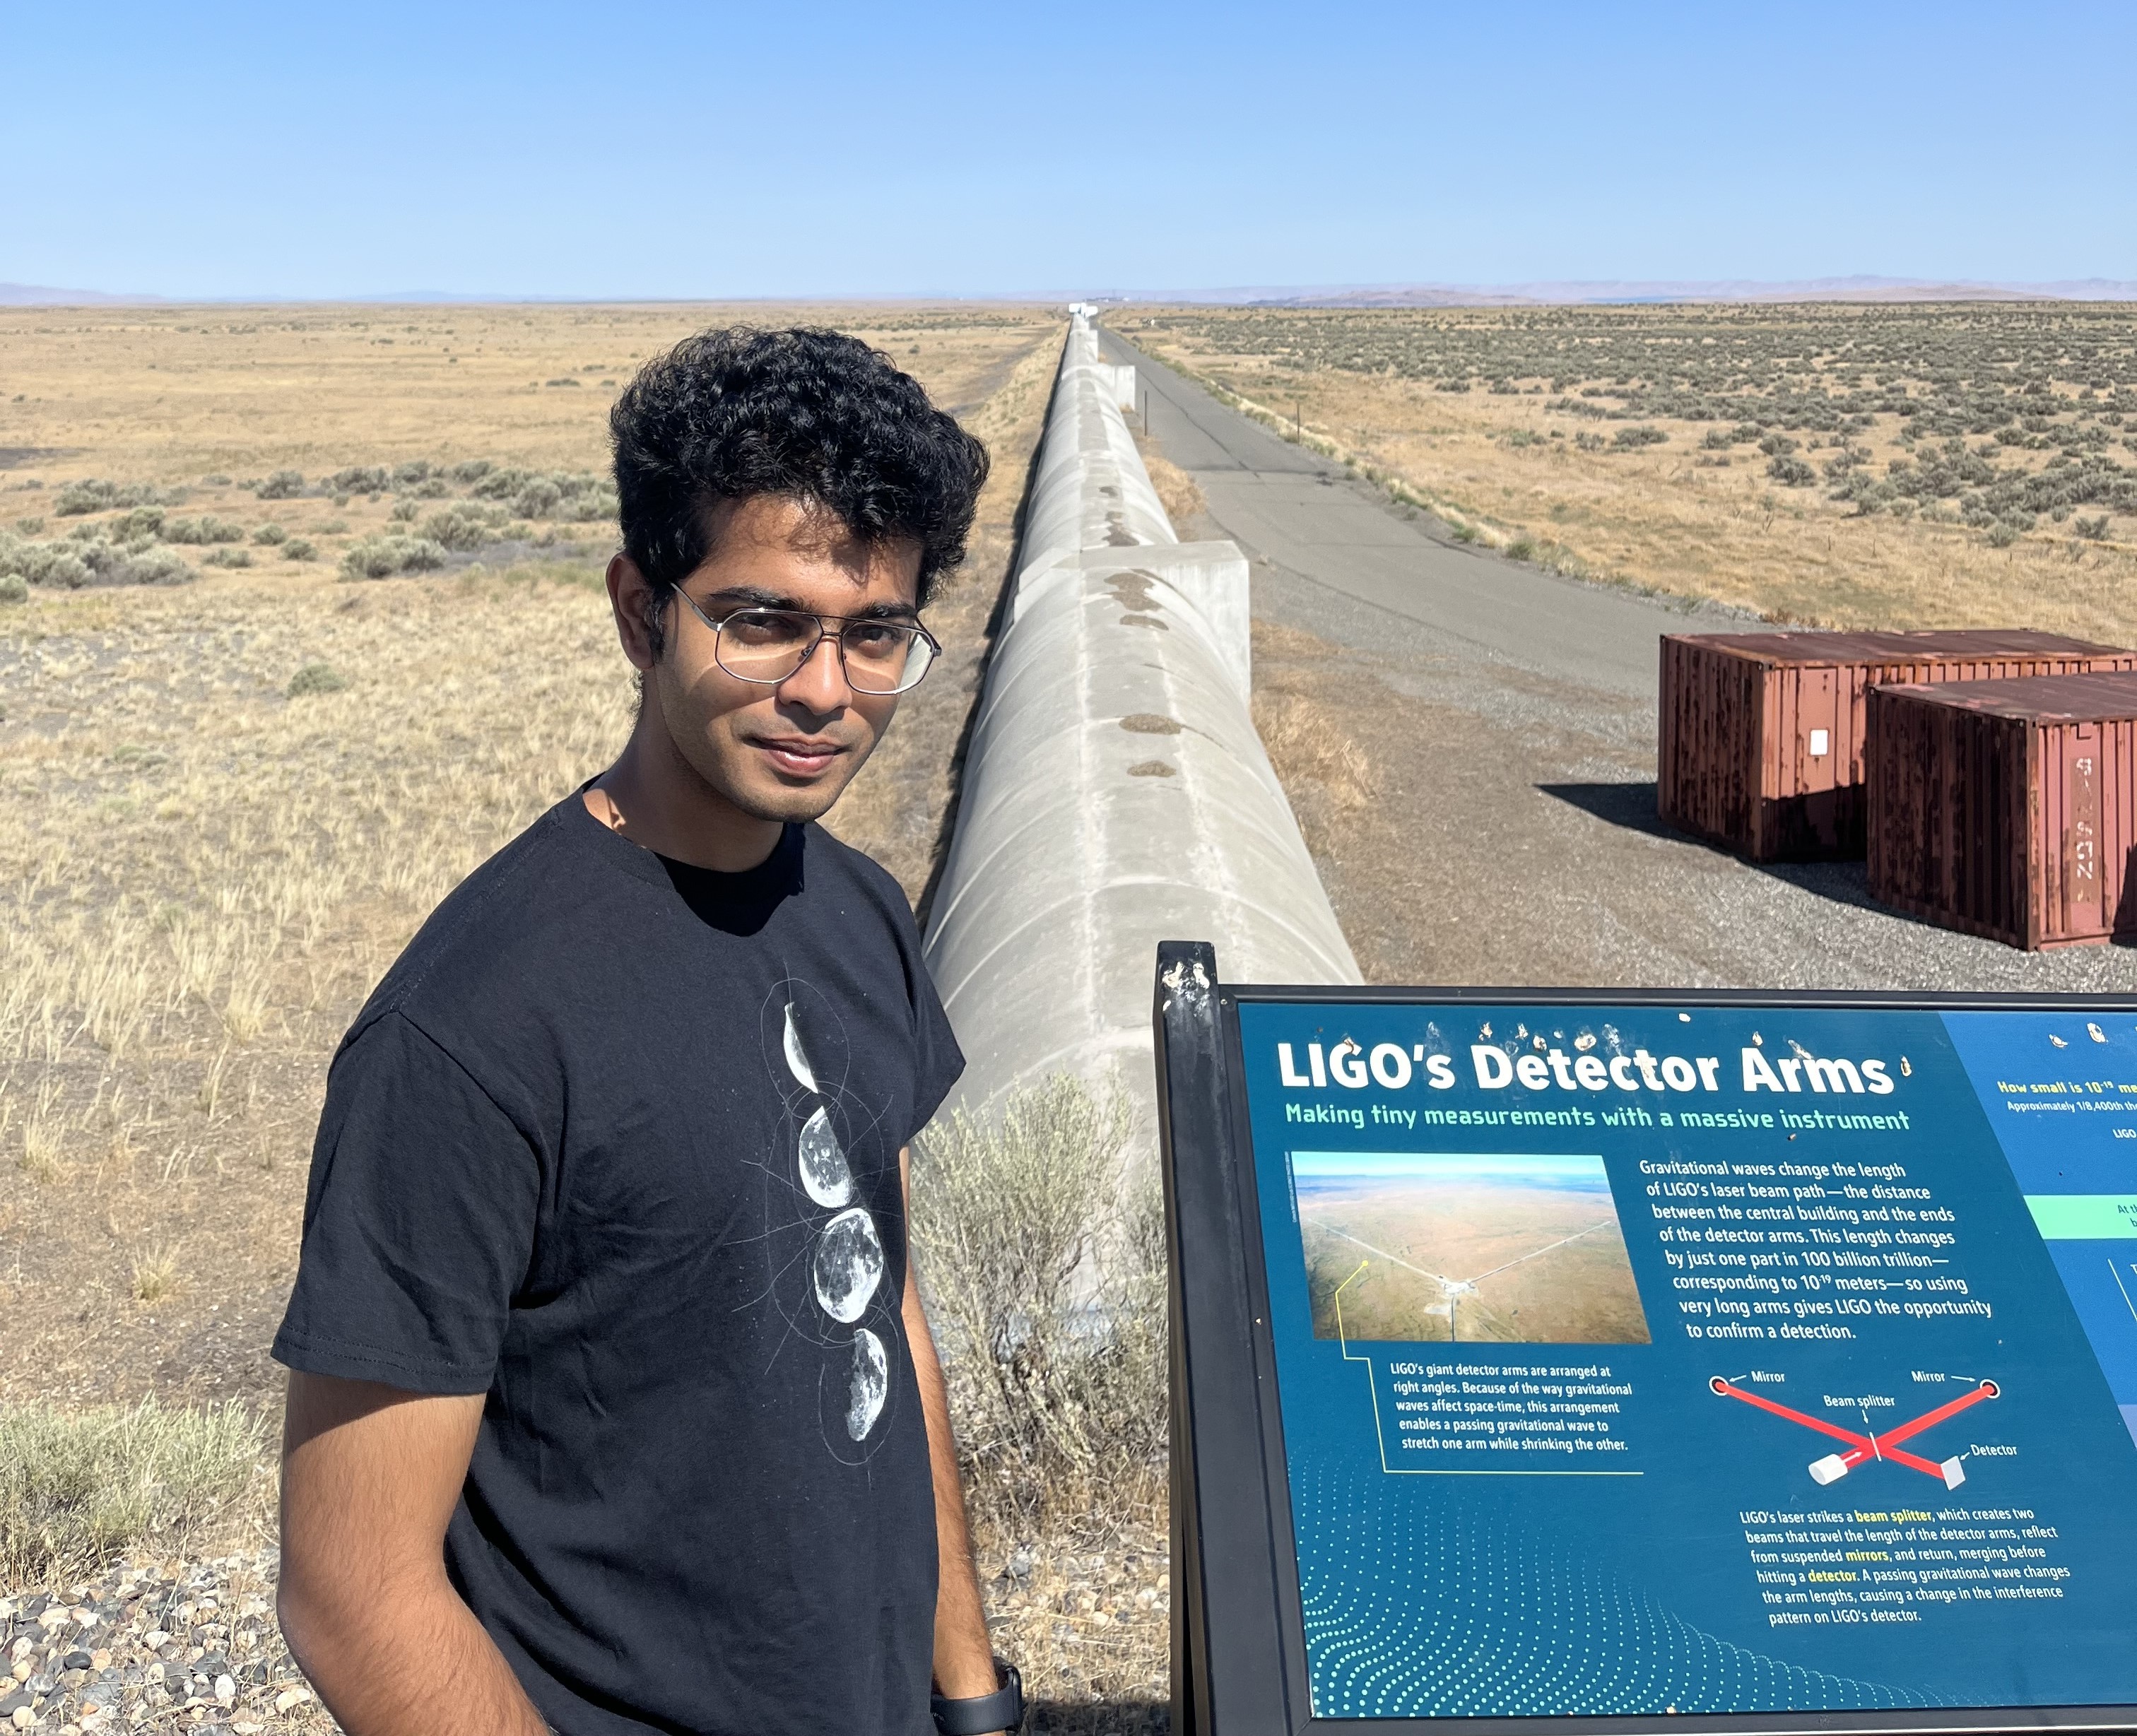 LIGO's Detector Arms
Making tiny measurements with a massive instrument
Gravitational waves change the length
of LIGO's laser beam path—the distance
between the central building and the ends
of the detector arms. This length changes
by just one part in 100 billion trillion—
corresponding to 10⁻¹⁹ meters—so using
very long arms gives LIGO the opportunity
to confirm a detection.
LIGO's giant detector arms are arranged at
right angles. Because of the way gravitational
waves affect space-time, this arrangement
enables a passing gravitational wave to
stretch one arm while shrinking the other.
Mirror
Mirror
Beam splitter
Detector
LIGO's laser strikes a beam splitter, which creates two
beams that travel the length of the detector arms, reflect
from suspended mirrors, and return, merging before
hitting a detector. A passing gravitational wave changes
the arm lengths, causing a change in the interference
pattern on LIGO's detector.
How small is 10⁻¹⁹
Approximately 1/8,400th
LIGO